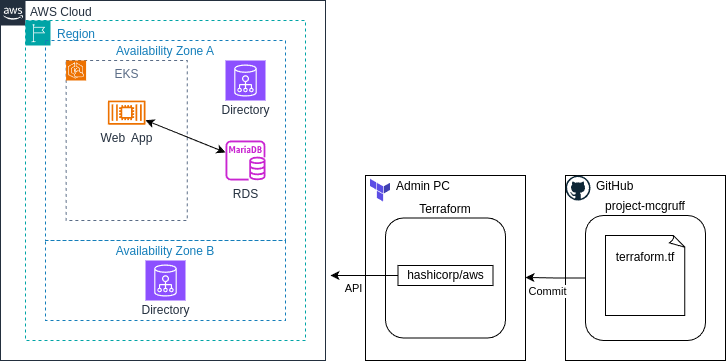 aws
AWS Cloud
Region
Availability Zone A
EKS
Web App
Directory
MariaDB
RDS
Availability Zone B
Directory
API
Admin PC
Terraform
hashicorp/aws
Commit
GitHub
project-mcgruff
terraform.tf